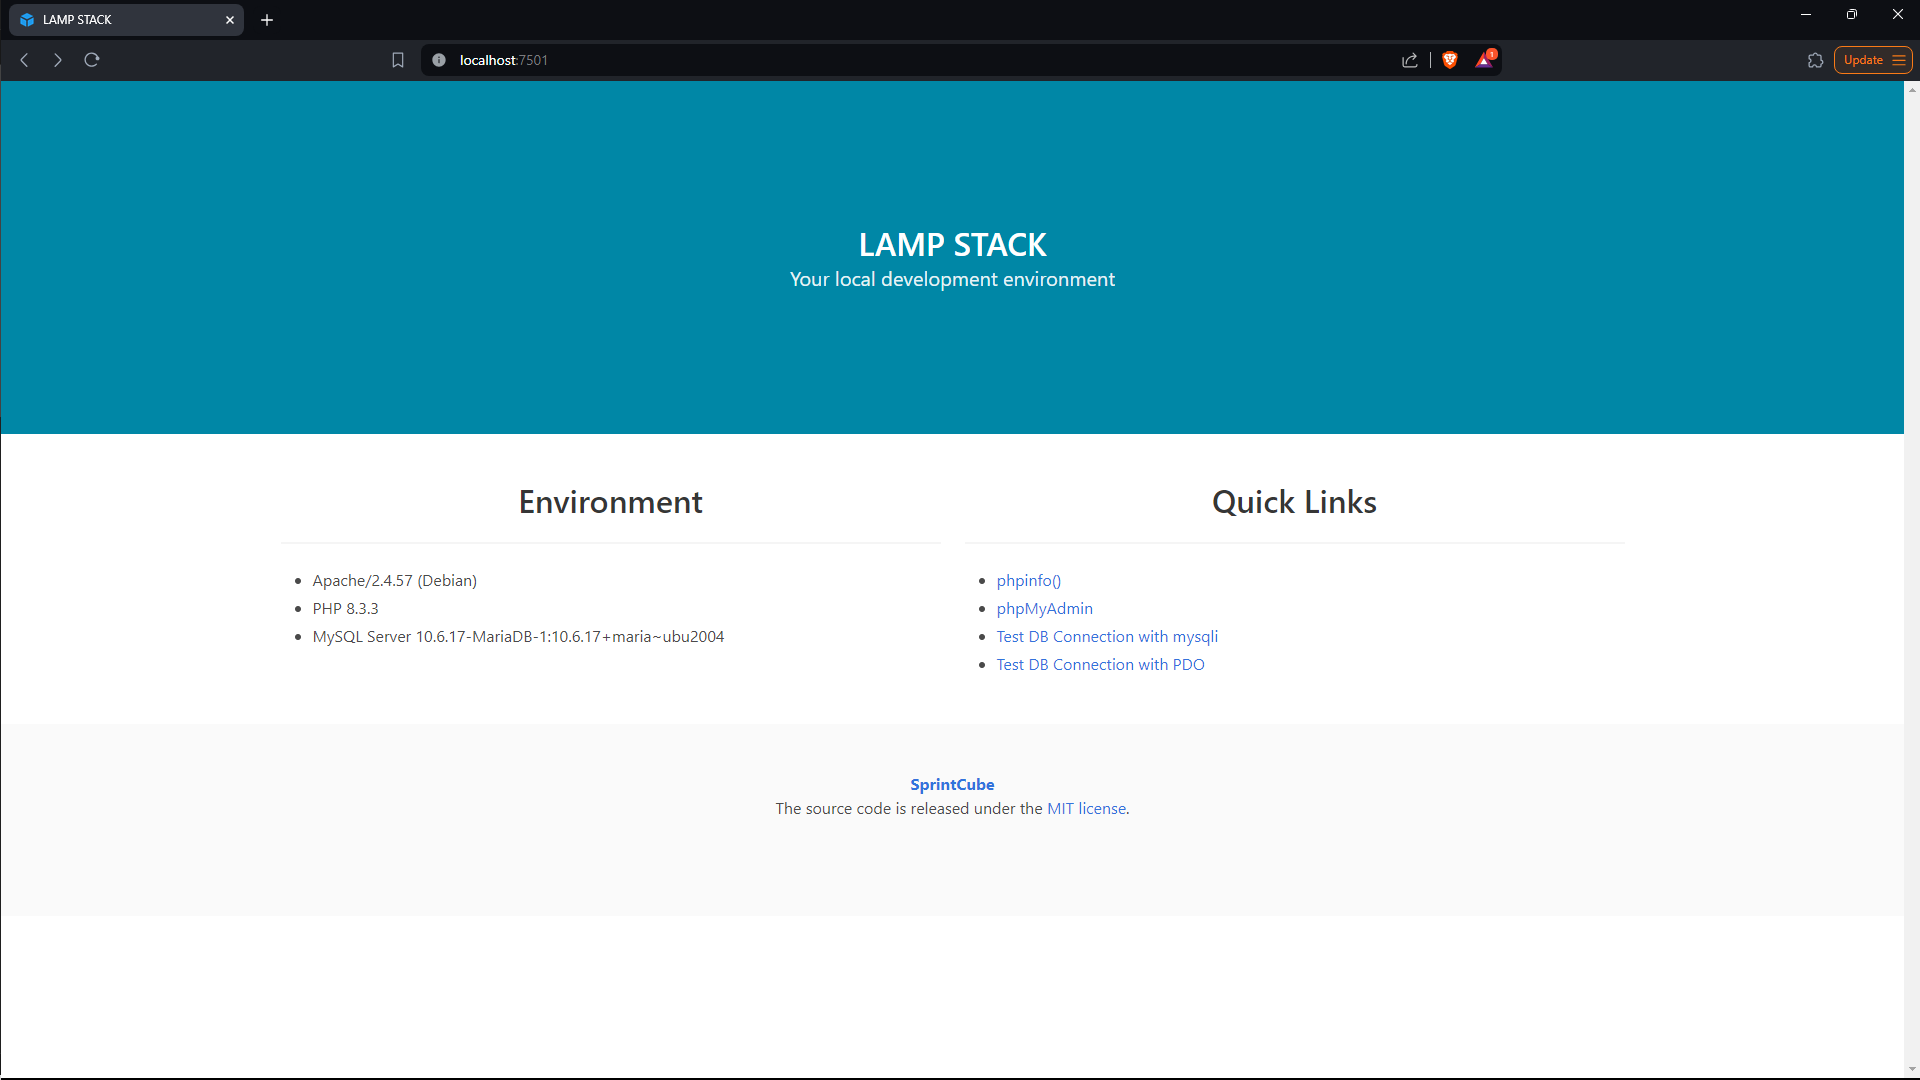 LAMP STACK
localhost:7501
1
Update
LAMP STACK
Your local development environment
Environment
Apache/2.4.57 (Debian)
PHP 8.3.3
MySQL Server 10.6.17-MariaDB-1:10.6.17+maria~ubu2004
Quick Links
phpinfo()
phpMyAdmin
Test DB Connection with mysqli
Test DB Connection with PDO
SprintCube
The source code is released under the MIT license.